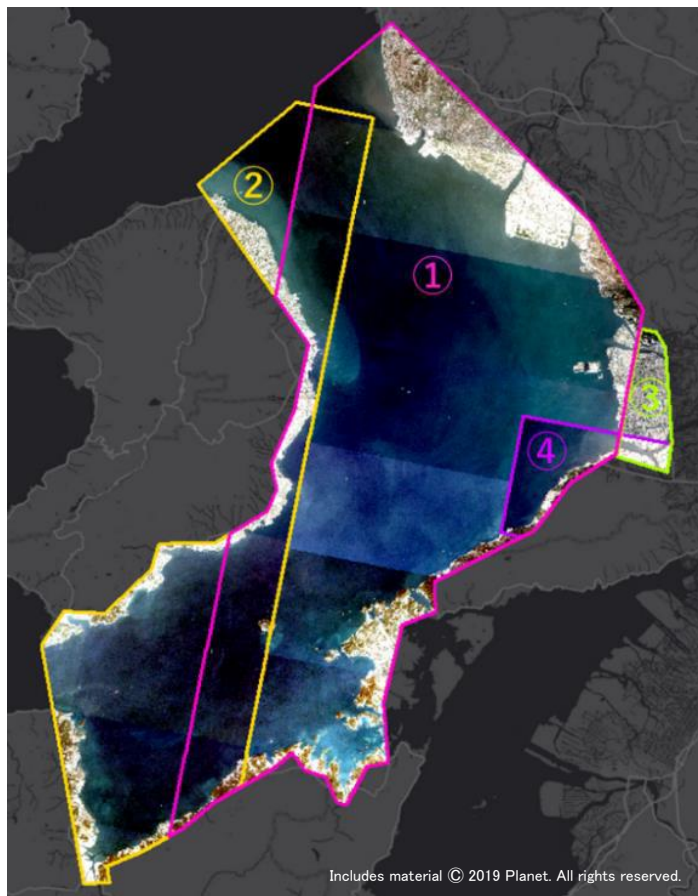 ②
①
③
④
Includes material Ⓒ 2019 Planet. All rights reserved.